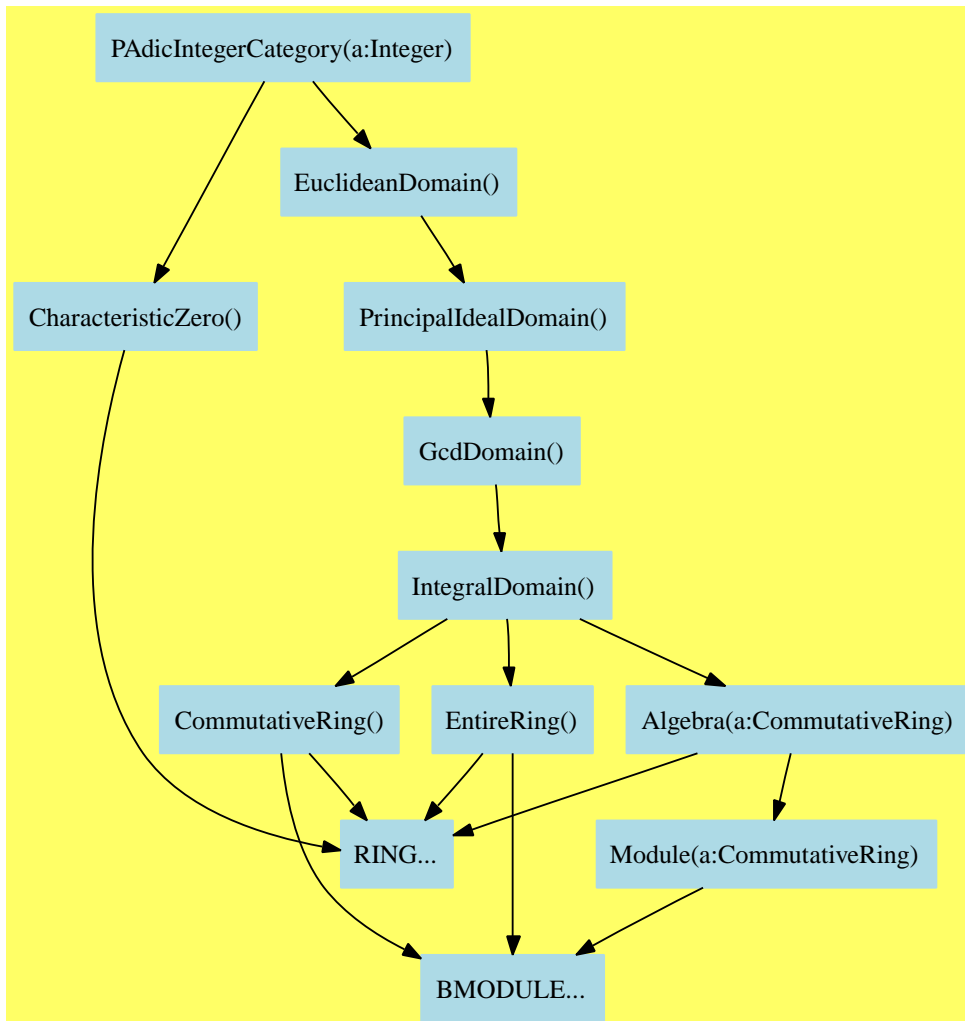 PAdicIntegerCategory(a:Integer)
EuclideanDomain()
CharacteristicZero()
PrincipalIdealDomain()
GcdDomain()
IntegralDomain()
CommutativeRing()
EntireRing()
Algebra(a:CommutativeRing)
RING...
Module(a:CommutativeRing)
BMODULE...